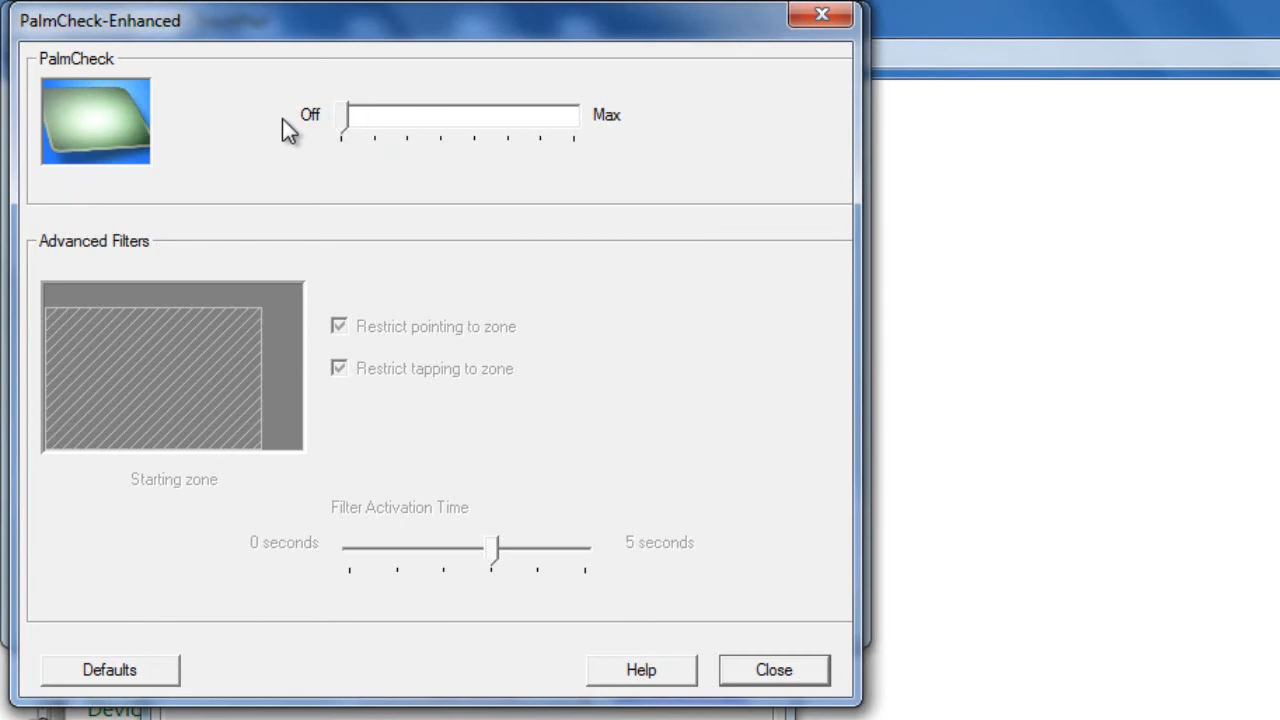 PalmCheck-Enhanced
PalmCheck
Off
Max
Advanced Filters
Restrict pointing to zone
Restrict tapping to zone
Starting zone
Filter Activation Time
0 seconds
5 seconds
Defaults
Help
Close